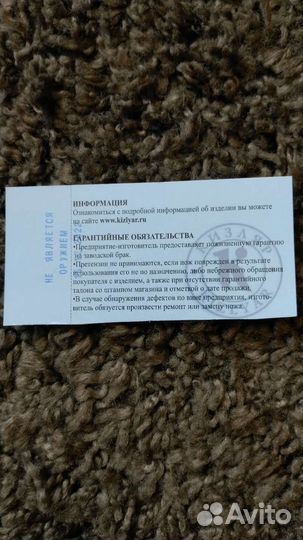 ИНФОРМАЦИЯ
Ознакомиться с подробной информацией об изделии вы можете
на сайте www.kizlyar.ru
ГАРАНТИЙНЫЕ ОБЯЗАТЕЛЬСТВА
•Предприятие-изготовитель предоставляет пожизненную гарантию
на заводской брак.
•Претензии не принимаются, если нож поврежден в результате
использования его не по назначению, либо небрежного обращения
покупателя с изделием, а также при отсутствии гарантийного
талона со штампом магазина и отметкой о дате продажи.
•В случае обнаружения дефектов по вине предприятия, изгото-
витель обязуется произвести ремонт или замену ножа.
НЕ ЯВЛЯЕТСЯ
ОРУЖИЕМ
Avito